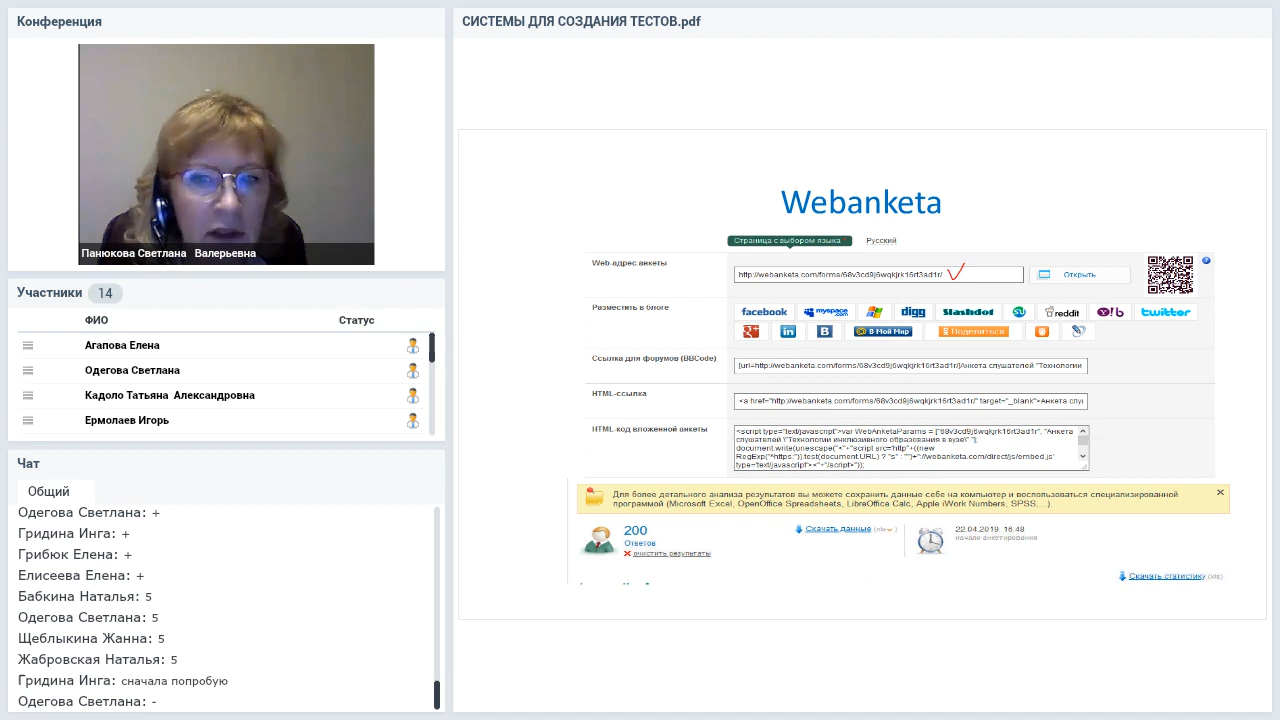 Конференция
Панюкова Светлана Валерьевна
Участники 14
ФИО Статус
Агапова Елена
Одегова Светлана
Кадоло Татьяна Александровна
Ермолаев Игорь
Чат
Общий
Одегова Светлана: +
Гридина Инга: +
Грибюк Елена: +
Елисеева Елена: +
Бабкина Наталья: 5
Одегова Светлана: 5
Щеблыкина Жанна: 5
Жабровская Наталья: 5
Гридина Инга: сначала попробую
Одегова Светлана: -
СИСТЕМЫ ДЛЯ СОЗДАНИЯ ТЕСТОВ.pdf
Webanketa
Страница с выбором языка Русский
Web-адрес анкеты http://webanketa.com/forms/68v3cd9j6wqkjrk16rt3ad1r/ Открыть
Разместить в блоге facebook myspace.com digg Slashdot reddit Y!b twitter
in B В Мой Мир Поделиться
Ссылка для форумов (BBCode) [url=http://webanketa.com/forms/68v3cd9j6wqkjrk16rt3ad1r/]Анкета слушателей "Технологии
HTML-ссылка <a href="http://webanketa.com/forms/68v3cd9j6wqkjrk16rt3ad1r/" target="_blank">Анкета слу
HTML-код вложенной анкеты <script type="text/javascript">var WebAnketaParams = ["68v3cd9j6wqkjrk16rt3ad1r", "Анкета
слушателей \"Технологии инклюзивного образования в вузе\" "];
document.write(unescape("<"+"script src='http"+((new
RegExp('^https:')).test(document.URL) ? "s" : "")+"://webanketa.com/direct/js/embed.js'
type='text/javascript'><"+"/script>"));
Для более детального анализа результатов вы можете сохранить данные себе на компьютер и воспользоваться специализированной
программой (Microsoft Excel, OpenOffice Spreadsheets, LibreOffice Calc, Apple iWork Numbers, SPSS,...).
200 Скачать данные 22.04.2019, 16:48
Ответов начало анкетирования
очистить результаты
Скачать статистику (xls)